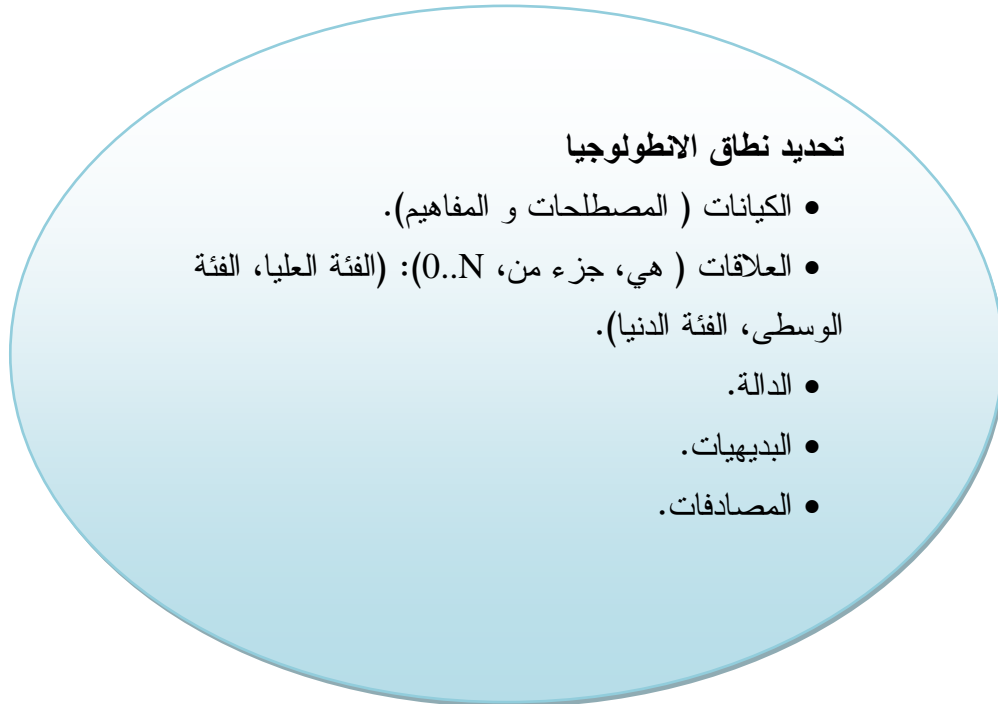 تحديد نطاق الانطولوجيا
• الكيانات ( المصطلحات و المفاهيم).
• العلاقات ( هي، جزء من، 0..N): (الفئة العليا، الفئة
الوسطى، الفئة الدنيا).
• الدالة.
• البديهيات.
• المصادفات.